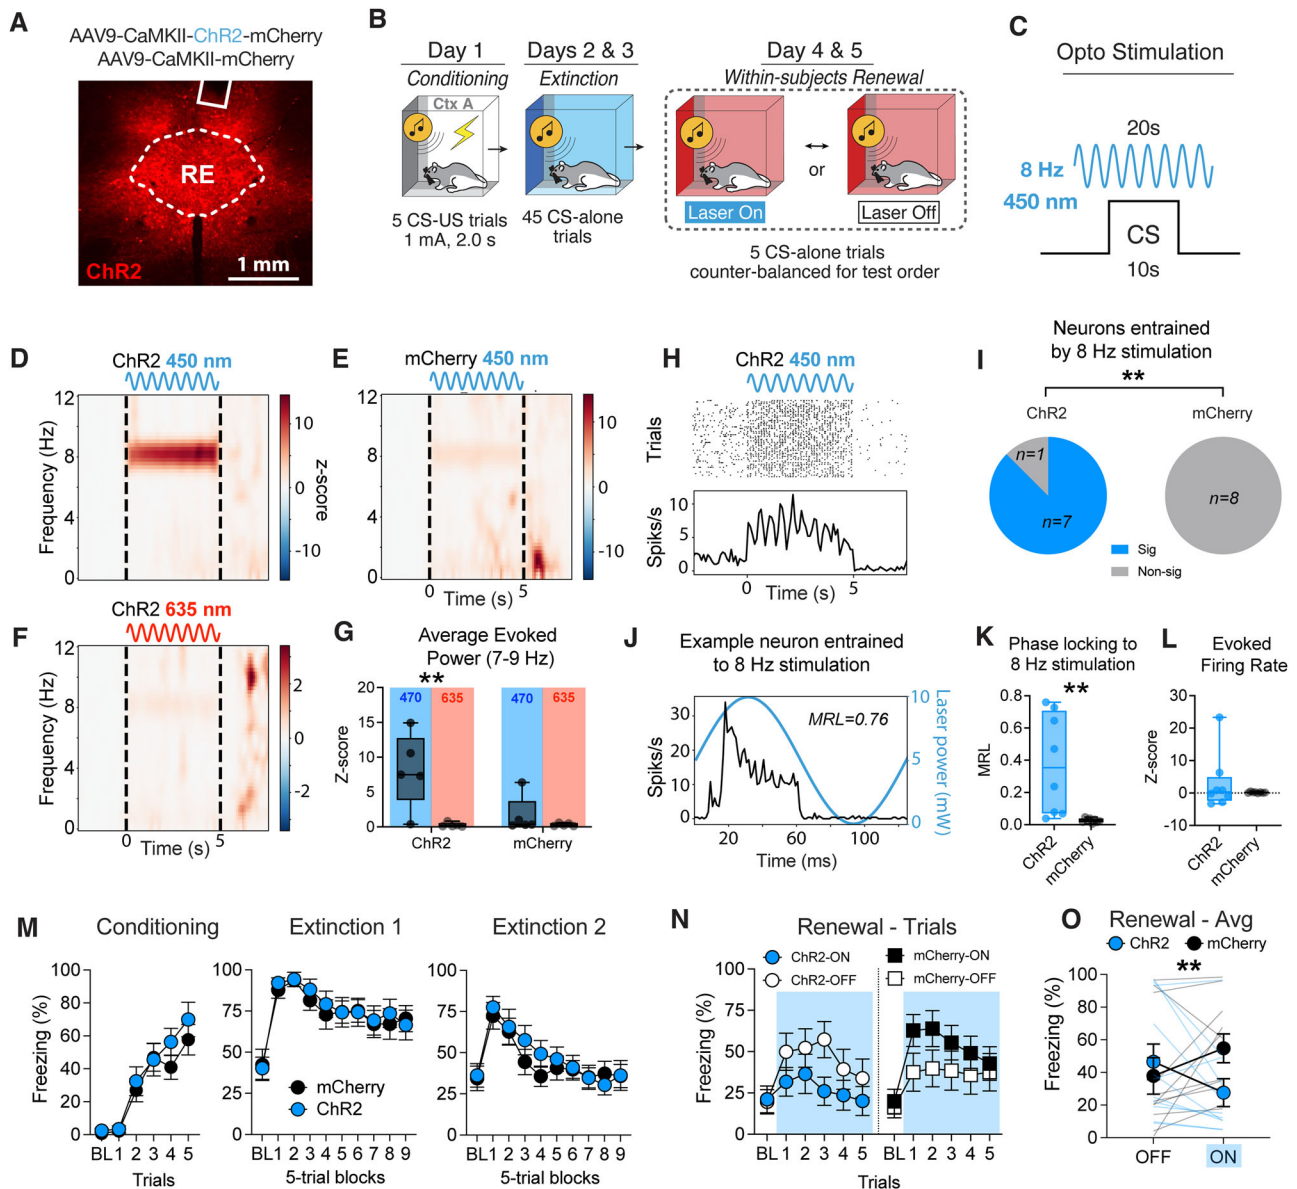 A
AAV9-CaMKII-ChR2-mCherry
AAV9-CaMKII-mCherry
RE
ChR2
1 mm
B
Day 1
Conditioning
Ctx A
5 CS-US trials
1 mA, 2.0 s
Days 2 & 3
Extinction
45 CS-alone
trials
Day 4 & 5
Within-subjects Renewal
or
Laser On
Laser Off
5 CS-alone trials
counter-balanced for test order
C
Opto Stimulation
20s
8 Hz
450 nm
CS
10s
D
ChR2 450 nm
12
8
4
0
Frequency (Hz)
0
5
Time (s)
10
0
-10
z-score
E
mCherry 450 nm
12
8
4
0
0
5
Time (s)
10
0
-10
F
ChR2 635 nm
12
8
4
0
Frequency (Hz)
0
5
Time (s)
2
0
-2
G
Average Evoked
Power (7-9 Hz)
**
470
635
470
635
20
15
10
5
0
Z-score
ChR2
mCherry
H
ChR2 450 nm
Trials
10
5
0
Spiks/s
0
5
Time (s)
I
Neurons entrained
by 8 Hz stimulation
**
ChR2
mCherry
n=1
n=7
n=8
Sig
Non-sig
J
Example neuron entrained
to 8 Hz stimulation
MRL=0.76
30
20
10
0
Spikes/s
10
5
0
Laser power (mW)
20
60
100
Time (ms)
K
Phase locking to
8 Hz stimulation
**
0.8
0.6
0.4
0.2
0.0
MRL
ChR2
mCherry
L
Evoked
Firing Rate
30
20
10
0
-10
Z-score
ChR2
mCherry
M
Conditioning
100
80
60
40
20
0
Freezing (%)
BL 1 2 3 4 5
Trials
Extinction 1
100
75
50
25
0
mCherry
ChR2
BL 1 2 3 4 5 6 7 8 9
5-trial blocks
Extinction 2
100
75
50
25
0
BL 1 2 3 4 5 6 7 8 9
5-trial blocks
N
Renewal - Trials
ChR2-ON
ChR2-OFF
mCherry-ON
mCherry-OFF
100
75
50
25
0
Freezing (%)
BL 1 2 3 4 5
BL 1 2 3 4 5
Trials
O
Renewal - Avg
ChR2
mCherry
**
100
80
60
40
20
0
Freezing (%)
OFF
ON